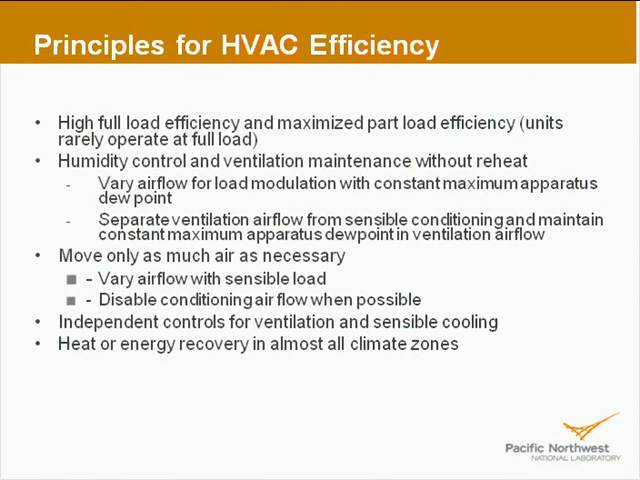 Principles for HVAC Efficiency
• High full load efficiency and maximized part load efficiency (units
rarely operate at full load)
• Humidity control and ventilation maintenance without reheat
- Vary airflow for load modulation with constant maximum apparatus
dew point
- Separate ventilation airflow from sensible conditioning and maintain
constant maximum apparatus dewpoint in ventilation airflow
• Move only as much air as necessary
■ - Vary airflow with sensible load
■ - Disable conditioning air flow when possible
• Independent controls for ventilation and sensible cooling
• Heat or energy recovery in almost all climate zones
Pacific Northwest
NATIONAL LABORATORY